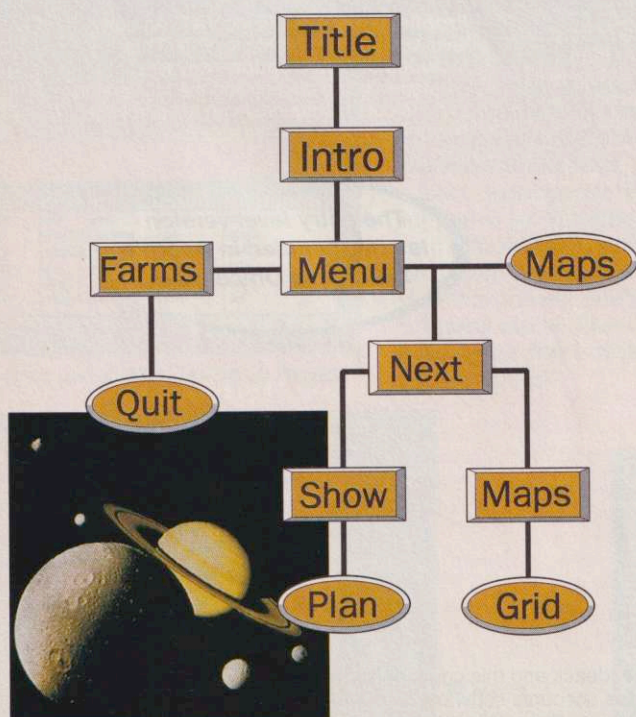 Title
Intro
Farms
Menu
Maps
Next
Quit
Show
Maps
Plan
Grid